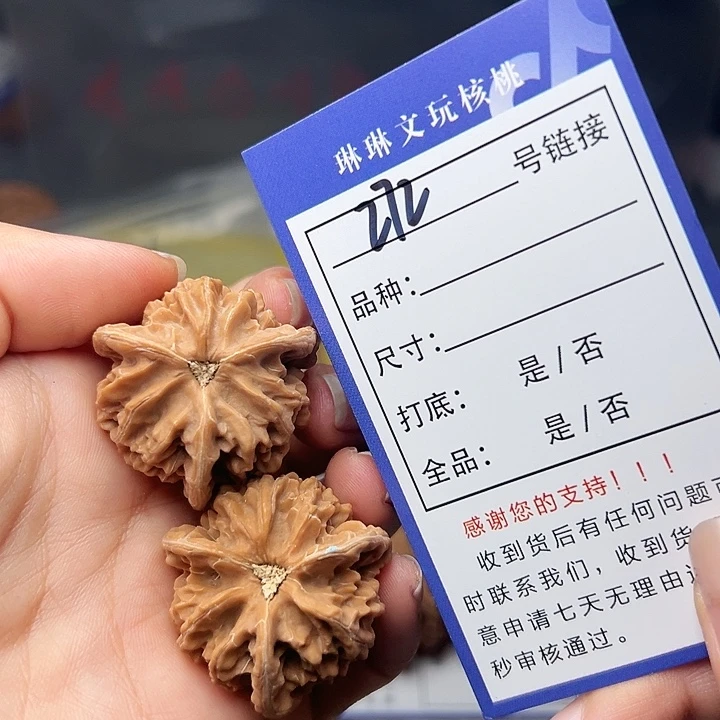 琳琳文玩核桃
号链接
品种：
尺寸：
打底： 是/否
全品： 是/否
感谢您的支持！！！
收到货后有任何问题
时联系我们，收到货
意申请七天无理由
秒审核通过。